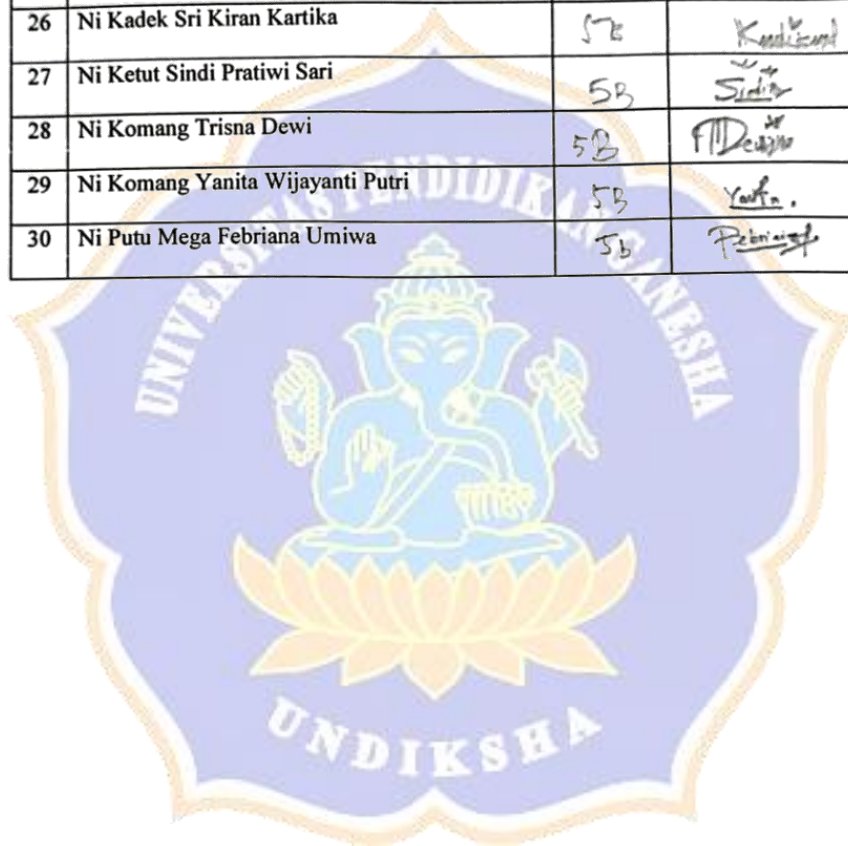 26 Ni Kadek Sri Kiran Kartika 5B
27 Ni Ketut Sindi Pratiwi Sari 5B
28 Ni Komang Trisna Dewi 5B
29 Ni Komang Yanita Wijayanti Putri 5B
30 Ni Putu Mega Febriana Umiwa 5b
UNIVERSITAS PENDIDIKAN GANESHA
UNDIKSHA